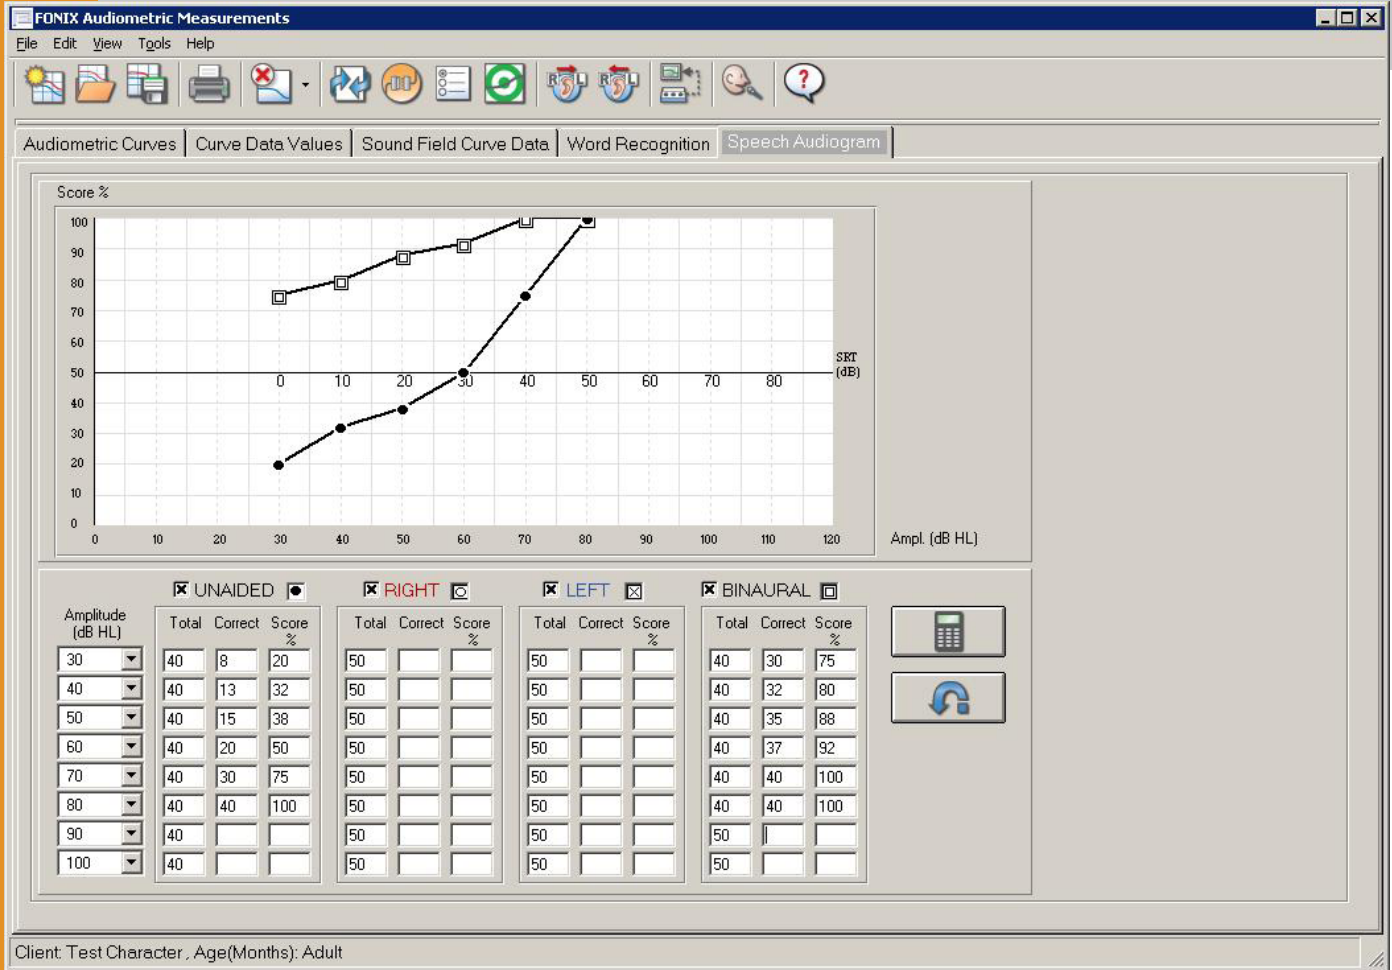 FONIX Audiometric Measurements
File Edit View Tools Help
R L R L ?
Audiometric Curves Curve Data Values Sound Field Curve Data Word Recognition Speech Audiogram
Score %
100
90
80
70
60
SRT
50 (dB)
0 10 20 30 40 50 60 70 80
40
30
20
10
0
0 10 20 30 40 50 60 70 80 90 100 110 120 Ampl. (dB HL)
UNAIDED RIGHT LEFT BINAURAL
Amplitude
(dB HL)
Total Correct Score % Total Correct Score % Total Correct Score % Total Correct Score %
30 40 8 20 50 50 40 30 75
40 40 13 32 50 50 40 32 80
50 40 15 38 50 50 40 35 88
60 40 20 50 50 50 40 37 92
70 40 30 75 50 50 40 40 100
80 40 40 100 50 50 40 40 100
90 40 50 50 50
100 40 50 50 50
Client: Test Character , Age(Months): Adult